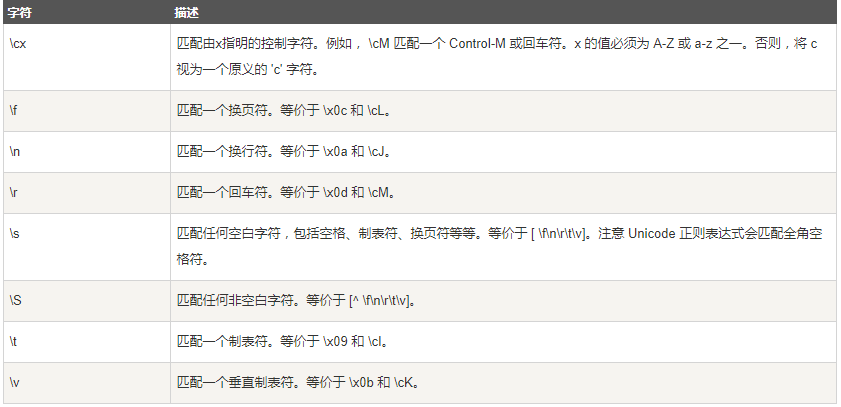 字符 描述
\cx 匹配由x指明的控制字符。例如， \cM 匹配一个 Control-M 或回车符。x 的值必须为 A-Z 或 a-z 之一。否则，将 c
视为一个原义的 'c' 字符。
\f 匹配一个换页符。等价于 \x0c 和 \cL。
\n 匹配一个换行符。等价于 \x0a 和 \cJ。
\r 匹配一个回车符。等价于 \x0d 和 \cM。
\s 匹配任何空白字符，包括空格、制表符、换页符等等。等价于 [ \f\n\r\t\v]。注意 Unicode 正则表达式会匹配全角空
格符。
\S 匹配任何非空白字符。等价于 [^ \f\n\r\t\v]。
\t 匹配一个制表符。等价于 \x09 和 \cI。
\v 匹配一个垂直制表符。等价于 \x0b 和 \cK。